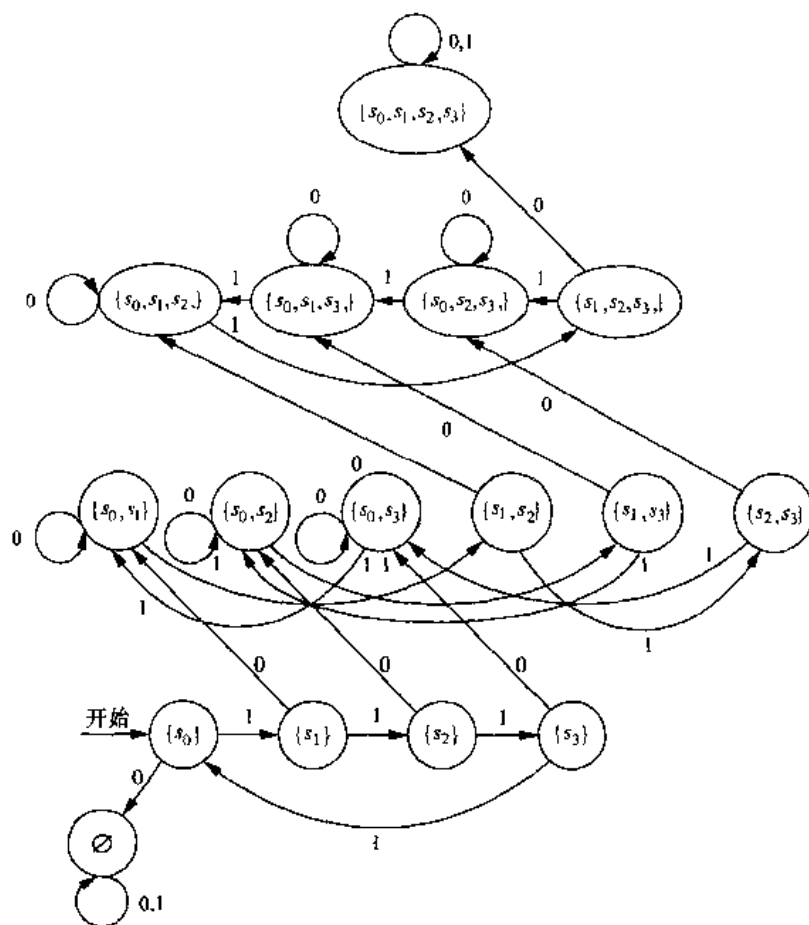 0,1
{s₀,s₁,s₂,s₃}
0
0 0
0 {s₀,s₁,s₂,} 1 {s₀,s₁,s₃,} 1 {s₀,s₂,s₃,} 1 {s₁,s₂,s₃,}
1
0
0
0
0 0
0 {s₀,s₁} {s₀,s₂} {s₀,s₃} {s₁,s₂} {s₁,s₃} {s₂,s₃}
1 1 1 1 1
1 1
0 0 0
开始 {s₀} 1 {s₁} 1 {s₂} 1 {s₃}
0
∅ 1
0,1